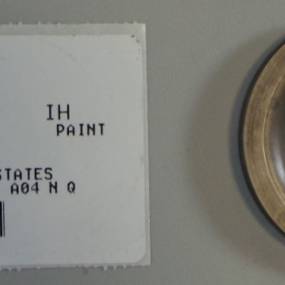 IH
PAINT
STATES
A04 N Q